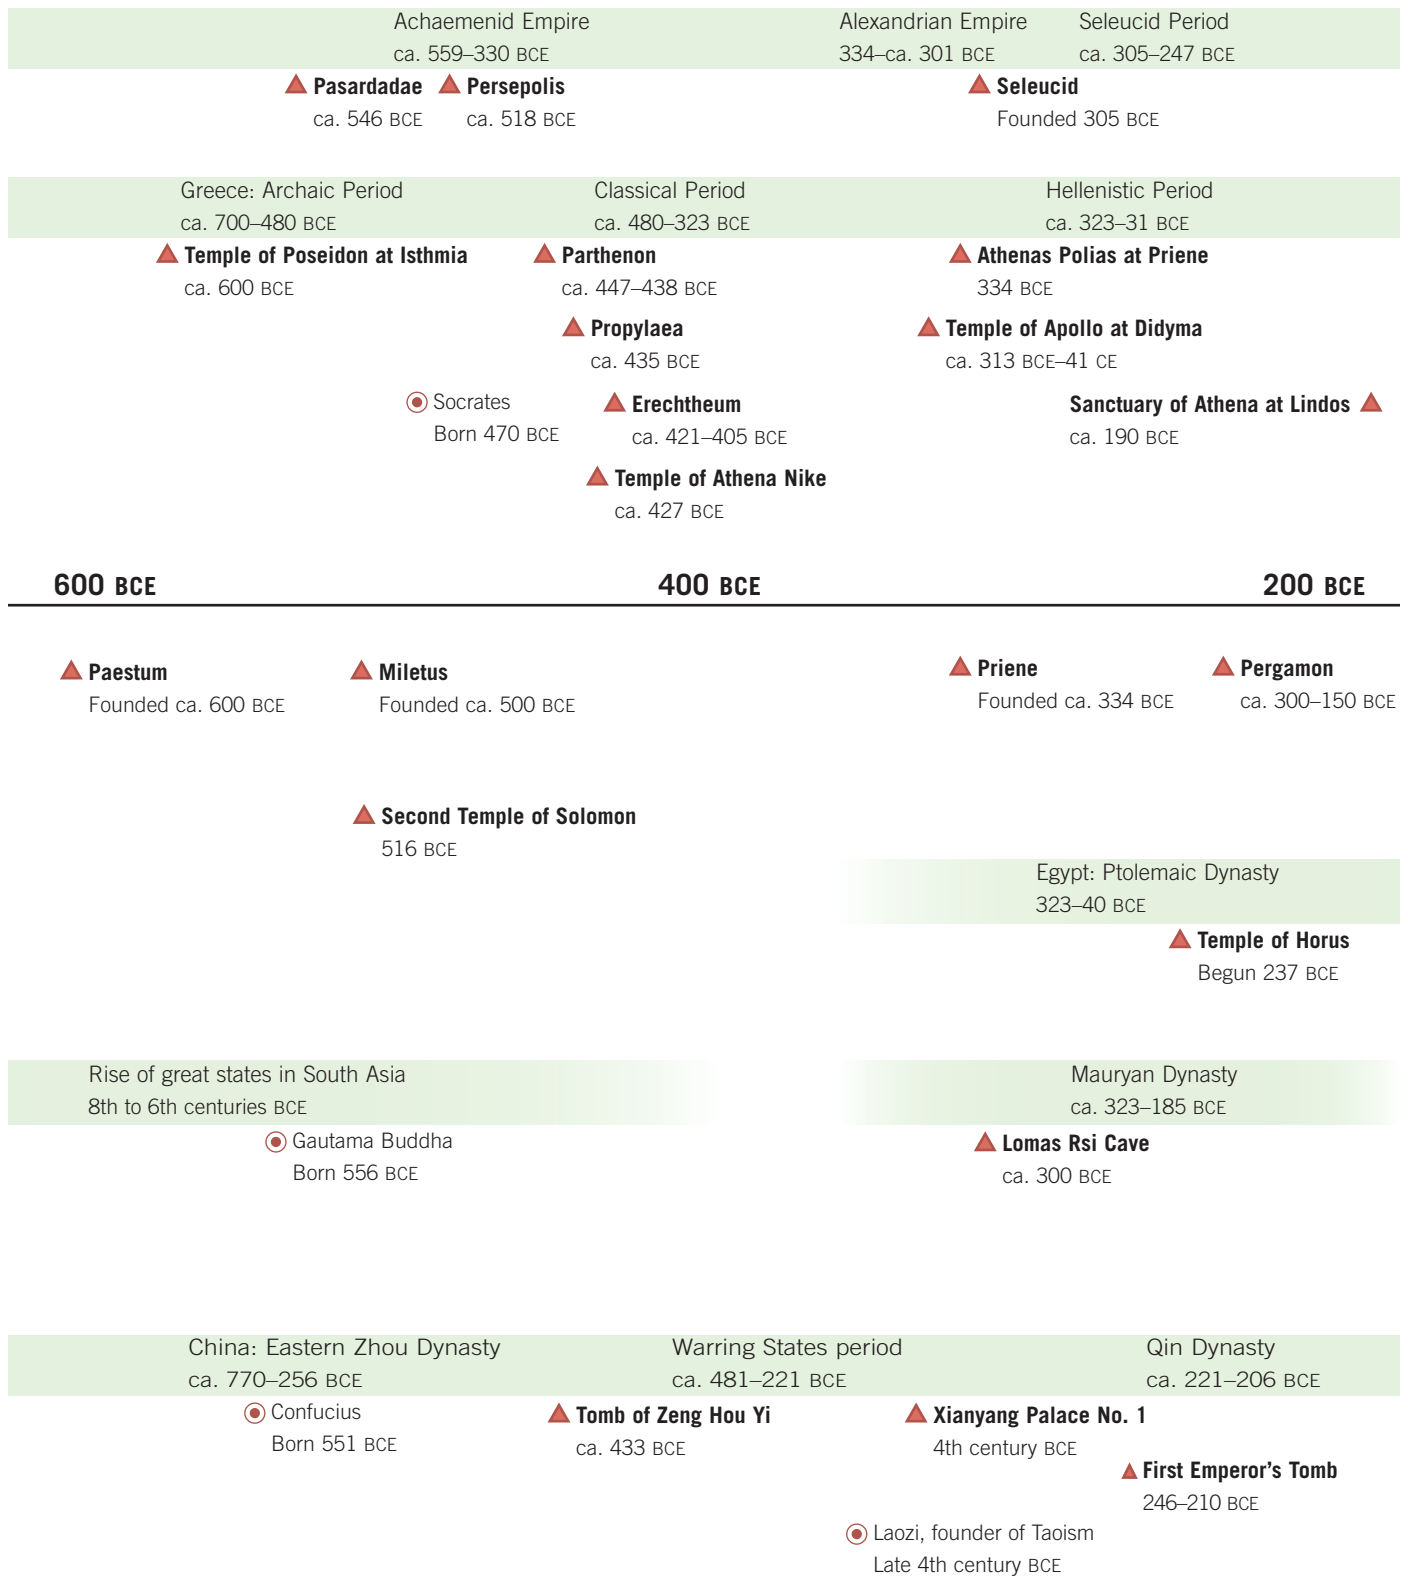 Achaemenid Empire
ca. 559–330 BCE
Alexandrian Empire
334–ca. 301 BCE
Seleucid Period
ca. 305–247 BCE
Pasardadae
ca. 546 BCE
Persepolis
ca. 518 BCE
Seleucid
Founded 305 BCE
Greece: Archaic Period
ca. 700–480 BCE
Classical Period
ca. 480–323 BCE
Hellenistic Period
ca. 323–31 BCE
Temple of Poseidon at Isthmia
ca. 600 BCE
Parthenon
ca. 447–438 BCE
Athenas Polias at Priene
334 BCE
Propylaea
ca. 435 BCE
Temple of Apollo at Didyma
ca. 313 BCE–41 CE
Socrates
Born 470 BCE
Erechtheum
ca. 421–405 BCE
Sanctuary of Athena at Lindos
ca. 190 BCE
Temple of Athena Nike
ca. 427 BCE
600 BCE
400 BCE
200 BCE
Paestum
Founded ca. 600 BCE
Miletus
Founded ca. 500 BCE
Priene
Founded ca. 334 BCE
Pergamon
ca. 300–150 BCE
Second Temple of Solomon
516 BCE
Egypt: Ptolemaic Dynasty
323–40 BCE
Temple of Horus
Begun 237 BCE
Rise of great states in South Asia
8th to 6th centuries BCE
Mauryan Dynasty
ca. 323–185 BCE
Gautama Buddha
Born 556 BCE
Lomas Rsi Cave
ca. 300 BCE
China: Eastern Zhou Dynasty
ca. 770–256 BCE
Warring States period
ca. 481–221 BCE
Qin Dynasty
ca. 221–206 BCE
Confucius
Born 551 BCE
Tomb of Zeng Hou Yi
ca. 433 BCE
Xianyang Palace No. 1
4th century BCE
First Emperor’s Tomb
246–210 BCE
Laozi, founder of Taoism
Late 4th century BCE